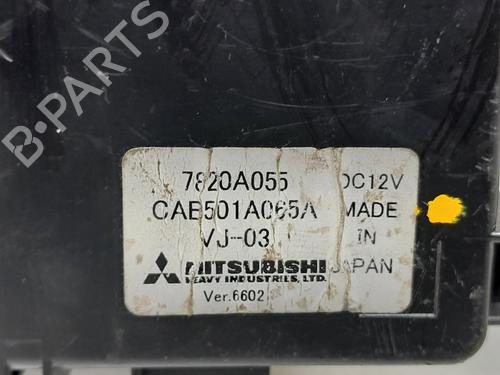 B-PARTS
7820A055 DC12V
CAB501A065A MADE
VJ-03 IN
MITSUBISHI JAPAN
HEAVY INDUSTRIES, LTD.
Ver.6602